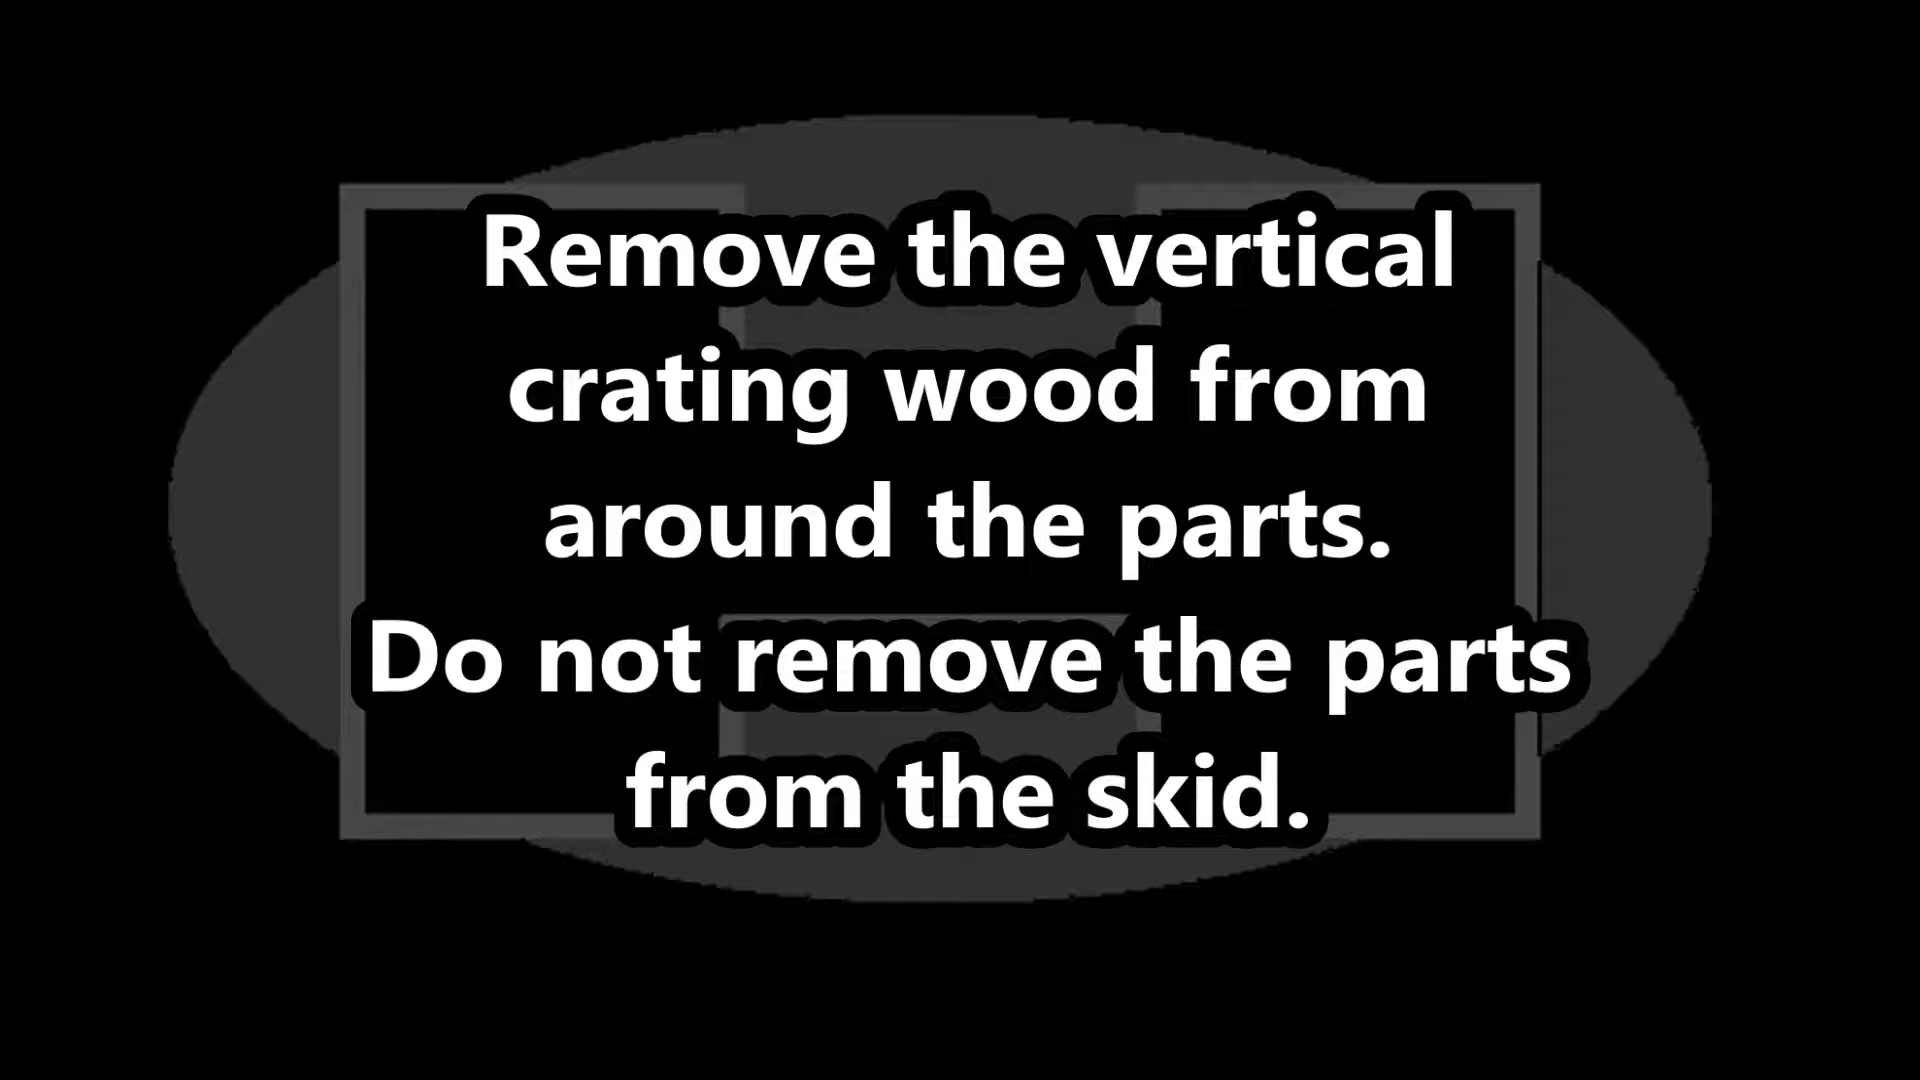 Remove the vertical
crating wood from
around the parts.
Do not remove the parts
from the skid.